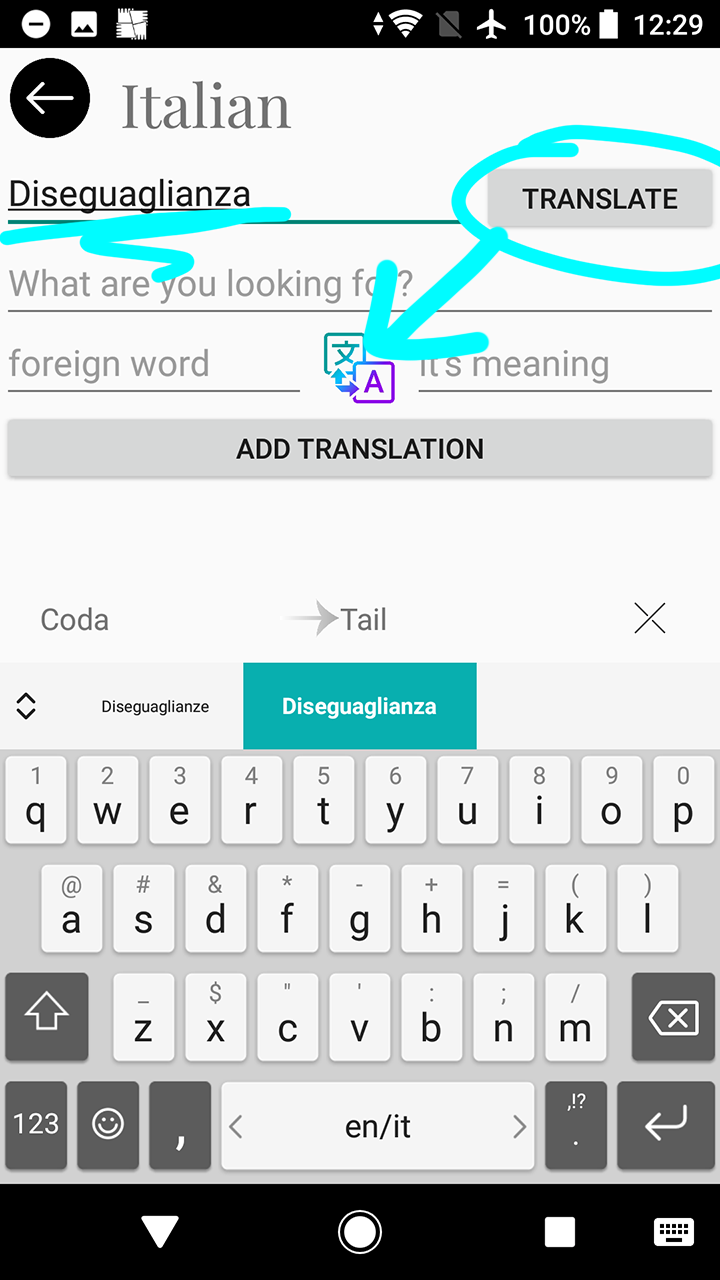 100% 12:29
Italian
Diseguaglianza TRANSLATE
What are you looking for?
foreign word 文 A it's meaning
ADD TRANSLATION
Coda Tail
Diseguaglianze Diseguaglianza
1 2 3 4 5 6 7 8 9 0
q w e r t y u i o p
@ # & * - + = ( )
a s d f g h j k l
_ $ " ' : ; /
z x c v b n m
123 , < en/it > ,!? .